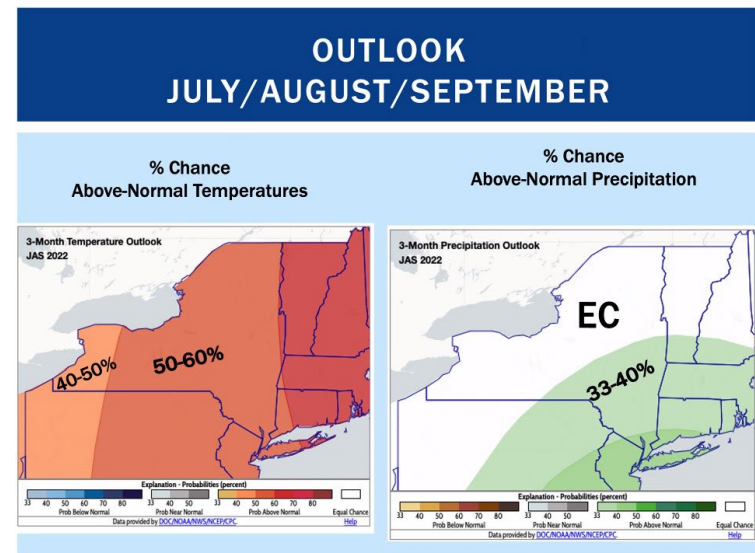 OUTLOOK
JULY/AUGUST/SEPTEMBER
% Chance
Above-Normal Temperatures
% Chance
Above-Normal Precipitation
3-Month Temperature Outlook
JAS 2022
40-50%
50-60%
Explanation - Probabilities (percent)
33 40 50 60 70 80
33 40 50
33 40 50 60 70 80
Prob Below Normal
Prob Near Normal
Prob Above Normal
Equal Chance
Data provided by DOC/NOAA/NWS/NCEP/CPC.
Help
3-Month Precipitation Outlook
JAS 2022
EC
33-40%
Explanation - Probabilities (percent)
33 40 50 60 70 80
33 40 50
33 40 50 60 70 80
Prob Below Normal
Prob Near Normal
Prob Above Normal
Equal Chance
Data provided by DOC/NOAA/NWS/NCEP/CPC.
Help